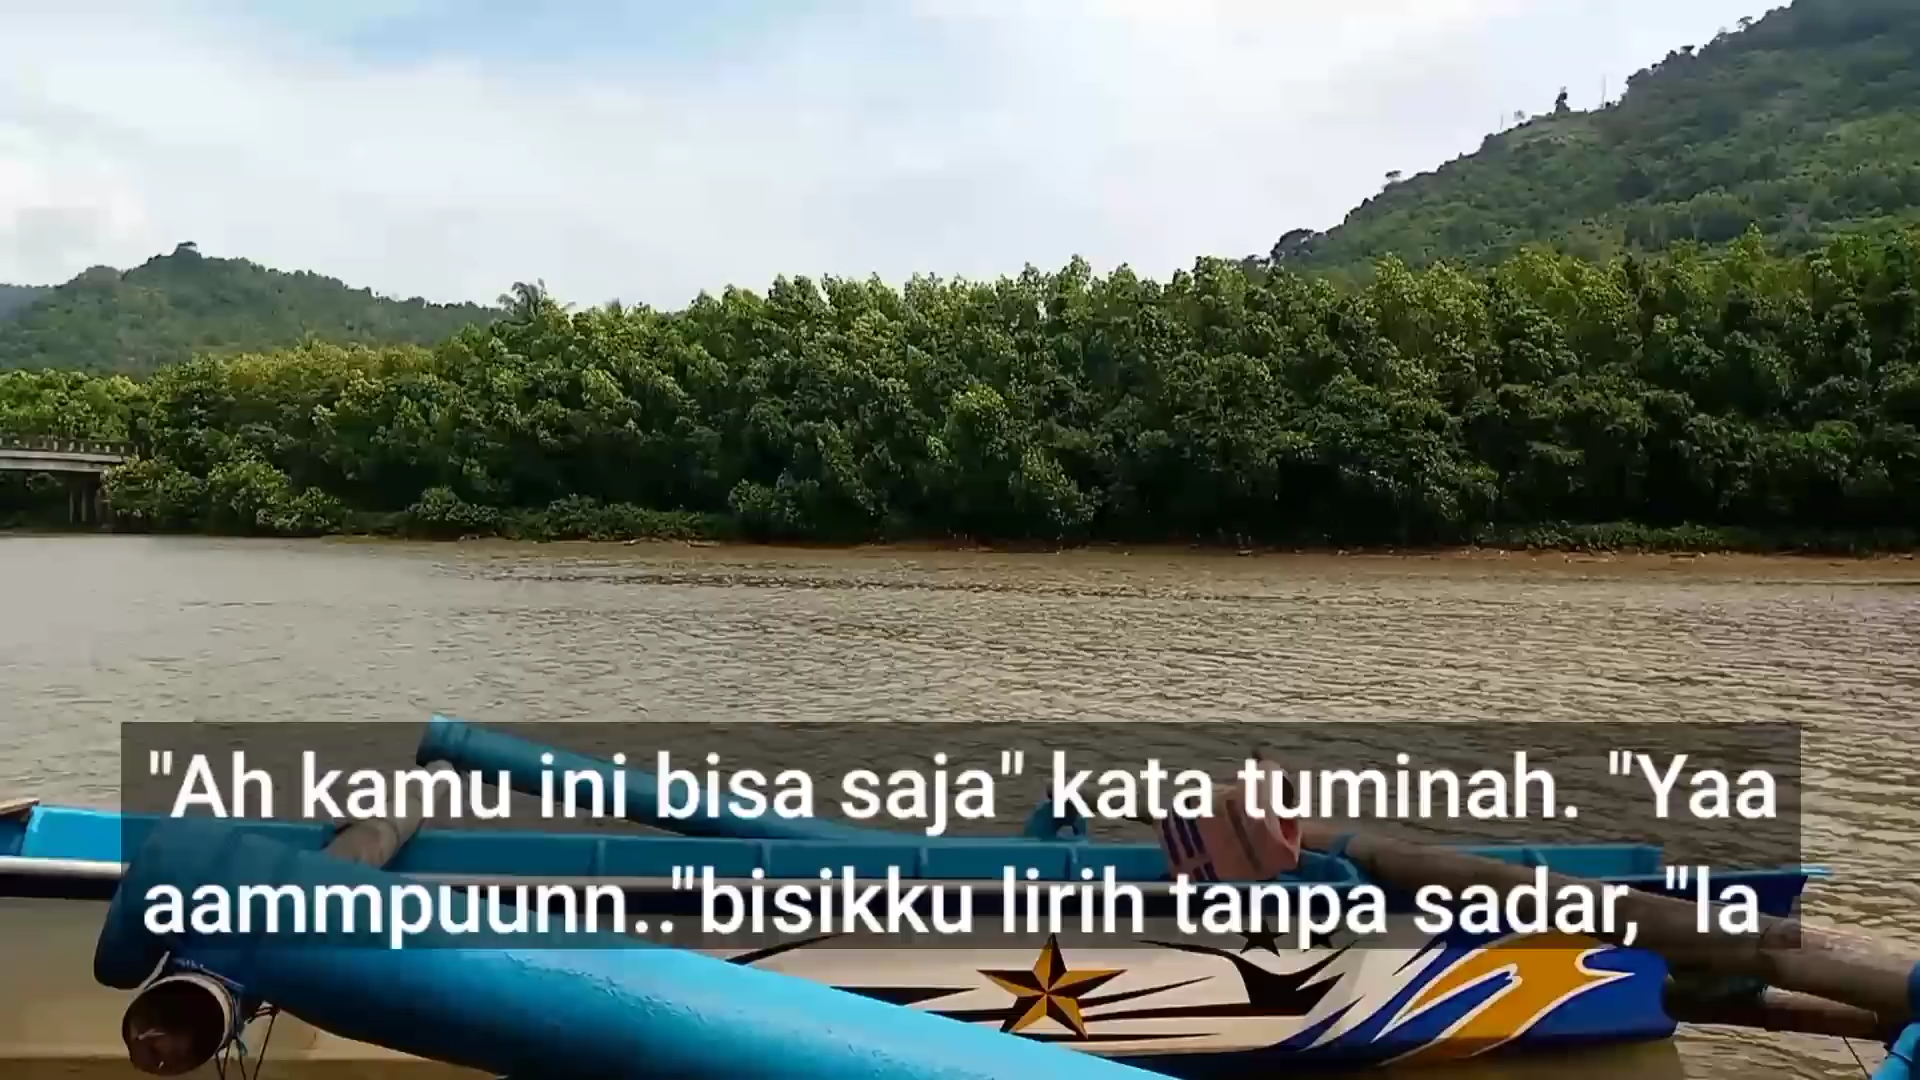 "Ah kamu ini bisa saja" kata tuminah. "Yaa
aammpuunn.."bisikku lirih tanpa sadar, "la